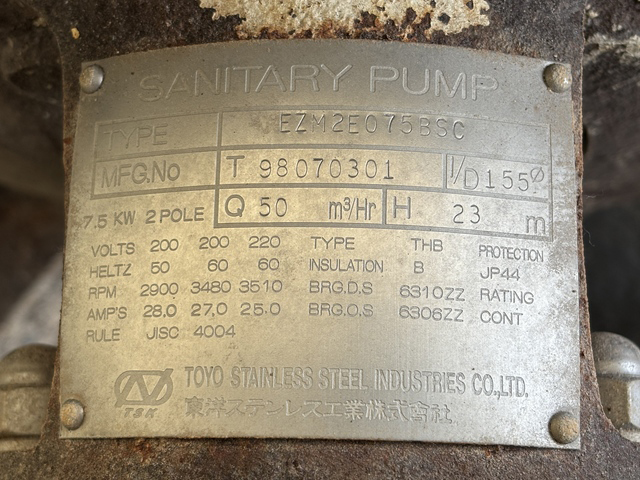 SANITARY PUMP
TYPE EZM2E075BSC
MFG.No T 98070301 I/D155ø
7.5 KW 2 POLE Q 50 m³/Hr H 23 m
VOLTS 200 200 220 TYPE THB PROTECTION
HELTZ 50 60 60 INSULATION B JP44
RPM 2900 3480 3510 BRG.D.S 6310ZZ RATING
AMP'S 28.0 27.0 25.0 BRG.O.S 6306ZZ CONT
RULE JISC 4004
TSK TOYO STAINLESS STEEL INDUSTRIES CO.,LTD.
東洋ステンレス工業株式會社